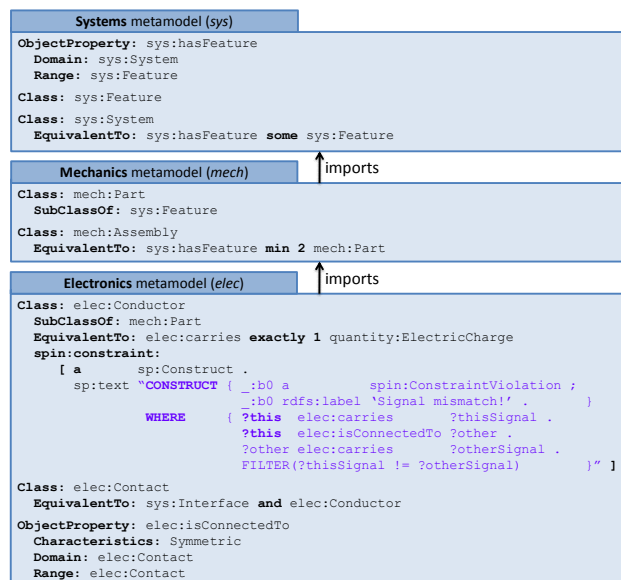 Systems metamodel (sys)
ObjectProperty: sys:hasFeature
Domain: sys:System
Range: sys:Feature
Class: sys:Feature
Class: sys:System
EquivalentTo: sys:hasFeature some sys:Feature
imports
Mechanics metamodel (mech)
Class: mech:Part
SubClassOf: sys:Feature
Class: mech:Assembly
EquivalentTo: sys:hasFeature min 2 mech:Part
imports
Electronics metamodel (elec)
Class: elec:Conductor
SubClassOf: mech:Part
EquivalentTo: elec:carries exactly 1 quantity:ElectricCharge
spin:constraint:
[ a sp:Construct .
sp:text “CONSTRUCT { _:b0 a spin:ConstraintViolation ;
_:b0 rdfs:label ‘Signal mismatch!’ . }
WHERE { ?this elec:carries ?thisSignal .
?this elec:isConnectedTo ?other .
?other elec:carries ?otherSignal .
FILTER(?thisSignal != ?otherSignal) }” ]
Class: elec:Contact
EquivalentTo: sys:Interface and elec:Conductor
ObjectProperty: elec:isConnectedTo
Characteristics: Symmetric
Domain: elec:Contact
Range: elec:Contact